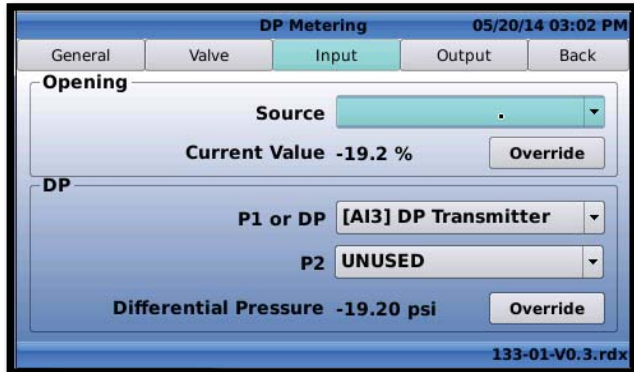 DP Metering 05/20/14 03:02 PM
General Valve Input Output Back
Opening
Source
Current Value -19.2 % Override
DP
P1 or DP [AI3] DP Transmitter
P2 UNUSED
Differential Pressure -19.20 psi Override
133-01-V0.3.rdx